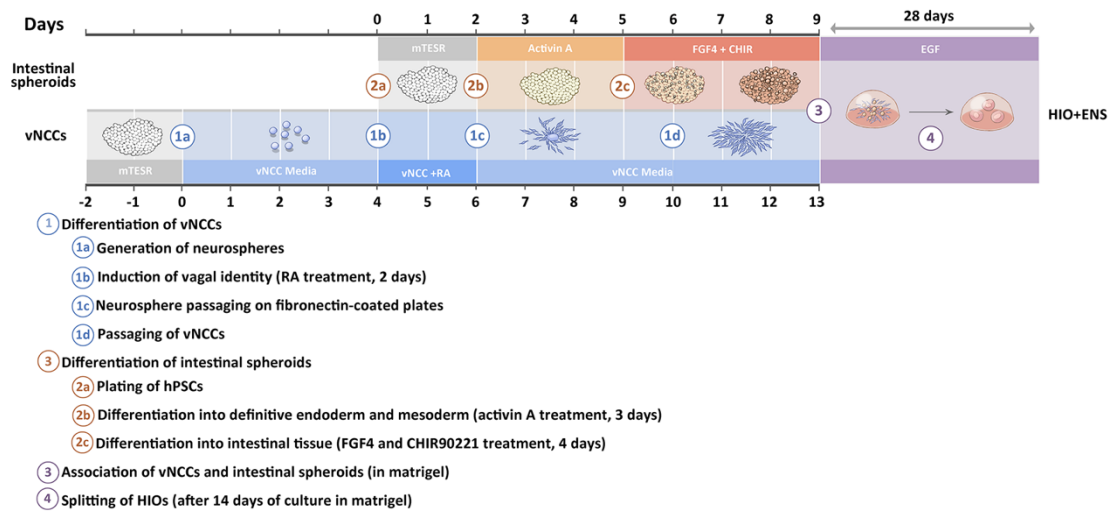 Days
0 1 2 3 4 5 6 7 8 9
28 days
mTESR Activin A FGF4 + CHIR EGF
Intestinal
spheroids
2a 2b 2c
3
4
HIO+ENS
vNCCs
1a 1b 1c 1d
mTESR vNCC Media vNCC +RA vNCC Media
-2 -1 0 1 2 3 4 5 6 7 8 9 10 11 12 13
1 Differentiation of vNCCs
1a Generation of neurospheres
1b Induction of vagal identity (RA treatment, 2 days)
1c Neurosphere passaging on fibronectin-coated plates
1d Passaging of vNCCs
3 Differentiation of intestinal spheroids
2a Plating of hPSCs
2b Differentiation into definitive endoderm and mesoderm (activin A treatment, 3 days)
2c Differentiation into intestinal tissue (FGF4 and CHIR90221 treatment, 4 days)
3 Association of vNCCs and intestinal spheroids (in matrigel)
4 Splitting of HIOs (after 14 days of culture in matrigel)